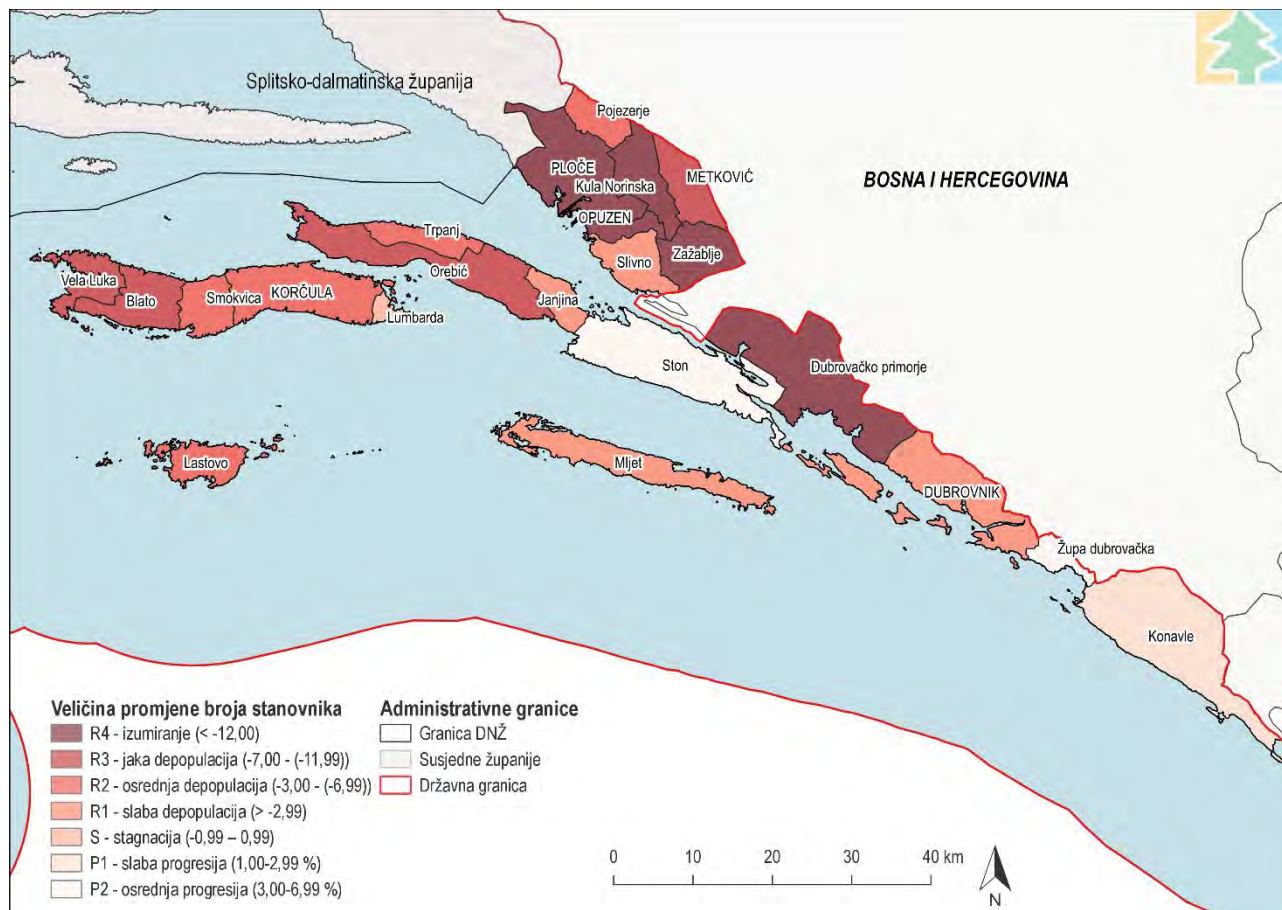 Splitsko-dalmatinska županija
Pojezerje
PLOČE
Kula Norinska
METKOVIĆ
BOSNA I HERCEGOVINA
OPUZEN
Trpanj
Slivno
Zažablje
Vela Luka
Blato
Smokvica
KORČULA
Orebić
Janjina
Lumbarda
Ston
Dubrovačko primorje
Lastovo
Mljet
DUBROVNIK
Župa dubrovačka
Konavle
Veličina promjene broja stanovnika
R4 - izumiranje (< -12,00)
R3 - jaka depopulacija (-7,00 - (-11,99))
R2 - osrednja depopulacija (-3,00 - (-6,99))
R1 - slaba depopulacija (> -2,99)
S - stagnacija (-0,99 – 0,99)
P1 - slaba progresija (1,00-2,99 %)
P2 - osrednja progresija (3,00-6,99 %)
Administrativne granice
Granica DNŽ
Susjedne županije
Državna granica
0 10 20 30 40 km
N